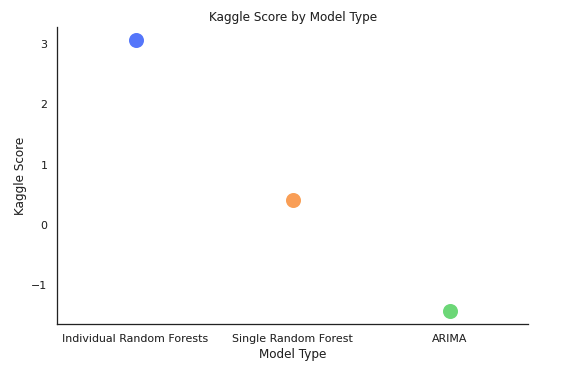 Kaggle Score by Model Type
3
2
1
0
−1
Kaggle Score
Individual Random Forests
Single Random Forest
ARIMA
Model Type